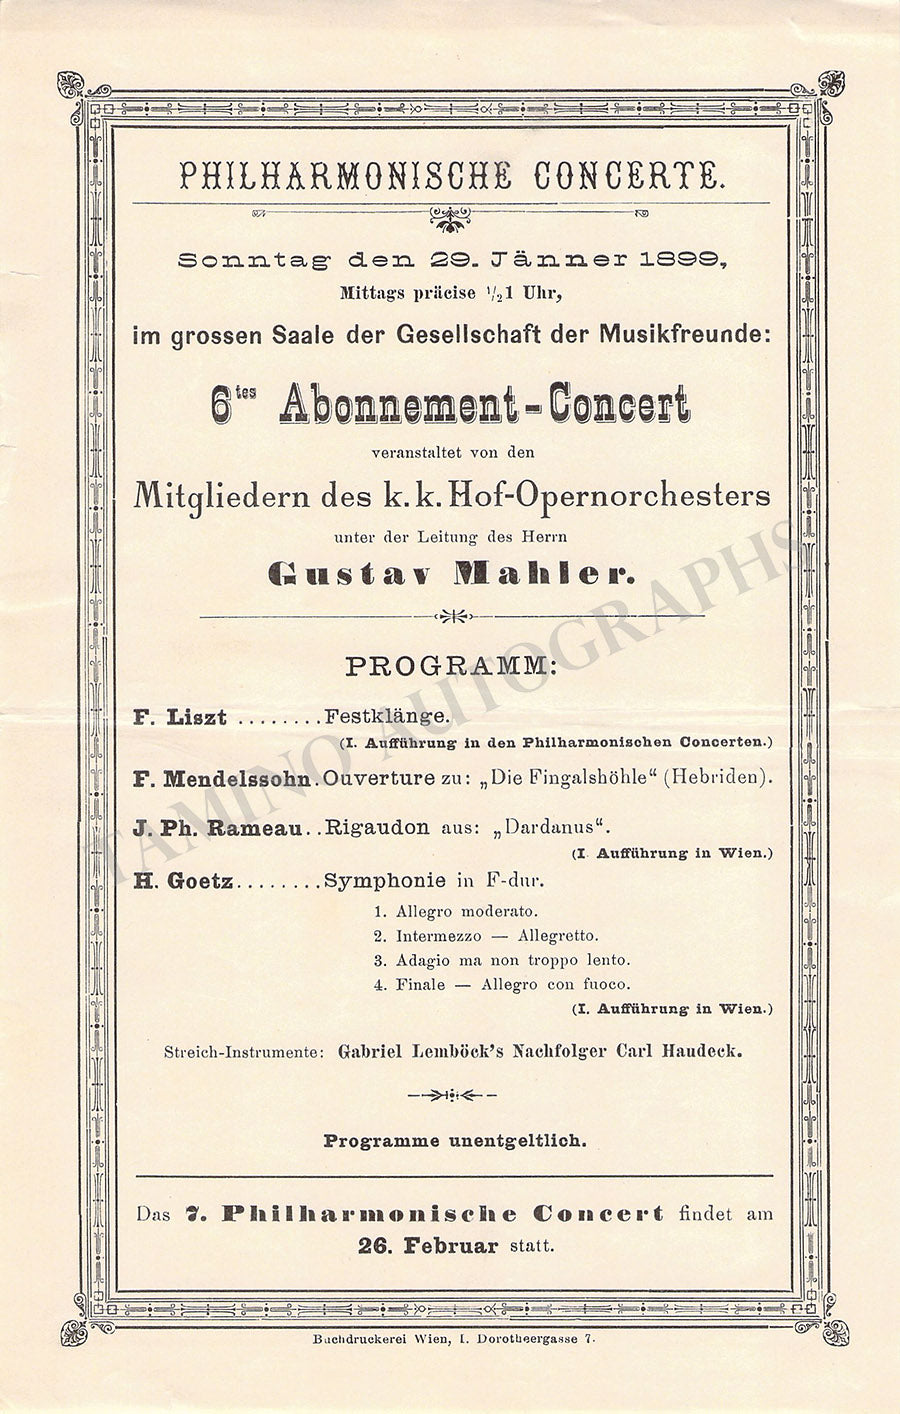 PHILHARMONISCHE CONCERTE.
Sonntag den 29. Jänner 1899,
Mittags präcise ½1 Uhr,
im grossen Saale der Gesellschaft der Musikfreunde:
6tes Abonnement-Concert
veranstaltet von den
Mitgliedern des k. k. Hof-Opernorchesters
unter der Leitung des Herrn
Gustav Mahler.
PROGRAMM:
F. Liszt ........Festklänge.
(I. Aufführung in den Philharmonischen Concerten.)
F. Mendelssohn.Ouverture zu: „Die Fingalshöhle“ (Hebriden).
J. Ph. Rameau..Rigaudon aus: „Dardanus“.
(I. Aufführung in Wien.)
H. Goetz........Symphonie in F-dur.
1. Allegro moderato.
2. Intermezzo — Allegretto.
3. Adagio ma non troppo lento.
4. Finale — Allegro con fuoco.
(I. Aufführung in Wien.)
Streich-Instrumente: Gabriel Lemböck's Nachfolger Carl Haudeck.
Programme unentgeltlich.
Das 7. Philharmonische Concert findet am
26. Februar statt.
Buchdruckerei Wien, I. Dorotheergasse 7.
TAMINO AUTOGRAPHS